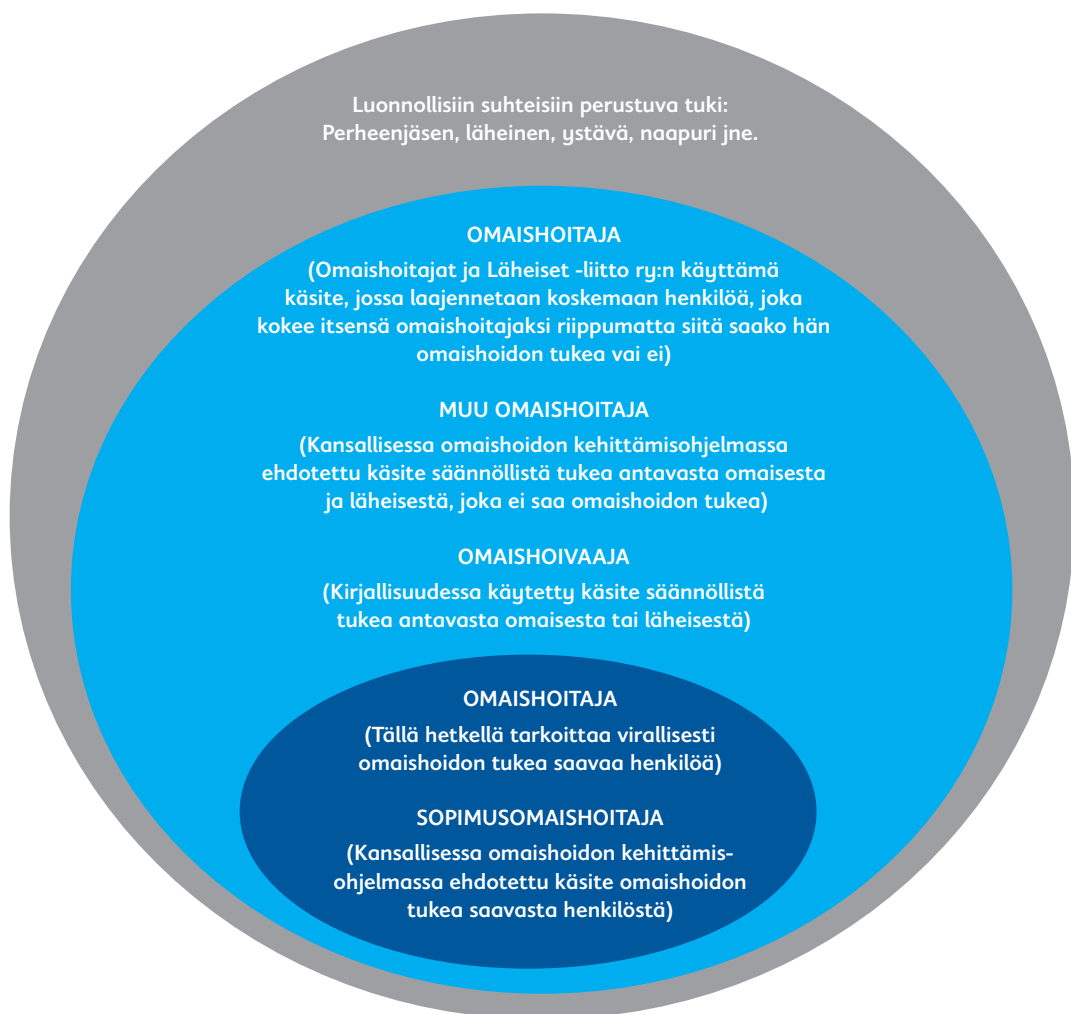 Luonnollisiin suhteisiin perustuva tuki:
Perheenjäsen, läheinen, ystävä, naapuri jne.
OMAISHOITAJA
(Omaishoitajat ja Läheiset -liitto ry:n käyttämä
käsite, jossa laajennetaan koskemaan henkilöä, joka
kokee itsensä omaishoitajaksi riippumatta siitä saako hän
omaishoidon tukea vai ei)
MUU OMAISHOITAJA
(Kansallisessa omaishoidon kehittämisohjelmassa
ehdotettu käsite säännöllistä tukea antavasta omaisesta
ja läheisestä, joka ei saa omaishoidon tukea)
OMAISHOIVAAJA
(Kirjallisuudessa käytetty käsite säännöllistä
tukea antavasta omaisesta tai läheisestä)
OMAISHOITAJA
(Tällä hetkellä tarkoittaa virallisesti
omaishoidon tukea saavaa henkilöä)
SOPIMUSOMAISHOITAJA
(Kansallisessa omaishoidon kehittämis-
ohjelmassa ehdotettu käsite omaishoidon
tukea saavasta henkilöstä)